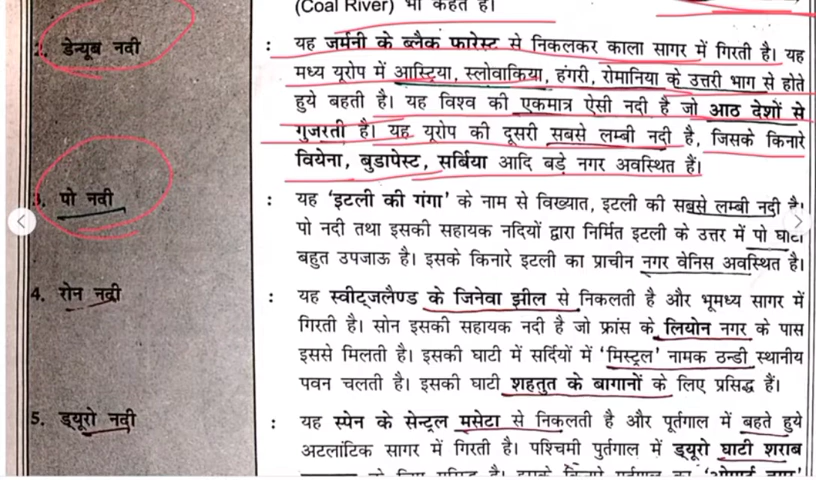 (Coal River) भी कहते हैं।
2. डेन्यूब नदी : यह जर्मनी के ब्लैक फारेस्ट से निकलकर काला सागर में गिरती है। यह
मध्य यूरोप में आस्ट्रिया, स्लोवाकिया, हंगरी, रोमानिया के उत्तरी भाग से होते
हुये बहती है। यह विश्व की एकमात्र ऐसी नदी है जो आठ देशों से
गुजरती है। यह यूरोप की दूसरी सबसे लम्बी नदी है, जिसके किनारे
वियेना, बुडापेस्ट, सर्बिया आदि बड़े नगर अवस्थित हैं।
3. पो नदी : यह 'इटली की गंगा' के नाम से विख्यात, इटली की सबसे लम्बी नदी है।
पो नदी तथा इसकी सहायक नदियों द्वारा निर्मित इटली के उत्तर में पो घाटी
बहुत उपजाऊ है। इसके किनारे इटली का प्राचीन नगर वेनिस अवस्थित है।
4. रोन नदी : यह स्वीट्जलैण्ड के जिनेवा झील से निकलती है और भूमध्य सागर में
गिरती है। सोन इसकी सहायक नदी है जो फ्रांस के लियोन नगर के पास
इससे मिलती है। इसकी घाटी में सर्दियों में 'मिस्ट्रल' नामक ठन्डी स्थानीय
पवन चलती है। इसकी घाटी शहतुत के बागानों के लिए प्रसिद्ध हैं।
5. ड्यूरो नदी : यह स्पेन के सेन्ट्रल मसेटा से निकलती है और पूर्तगाल में बहते हुये
अटलांटिक सागर में गिरती है। पश्चिमी पुर्तगाल में ड्यूरो घाटी शराब